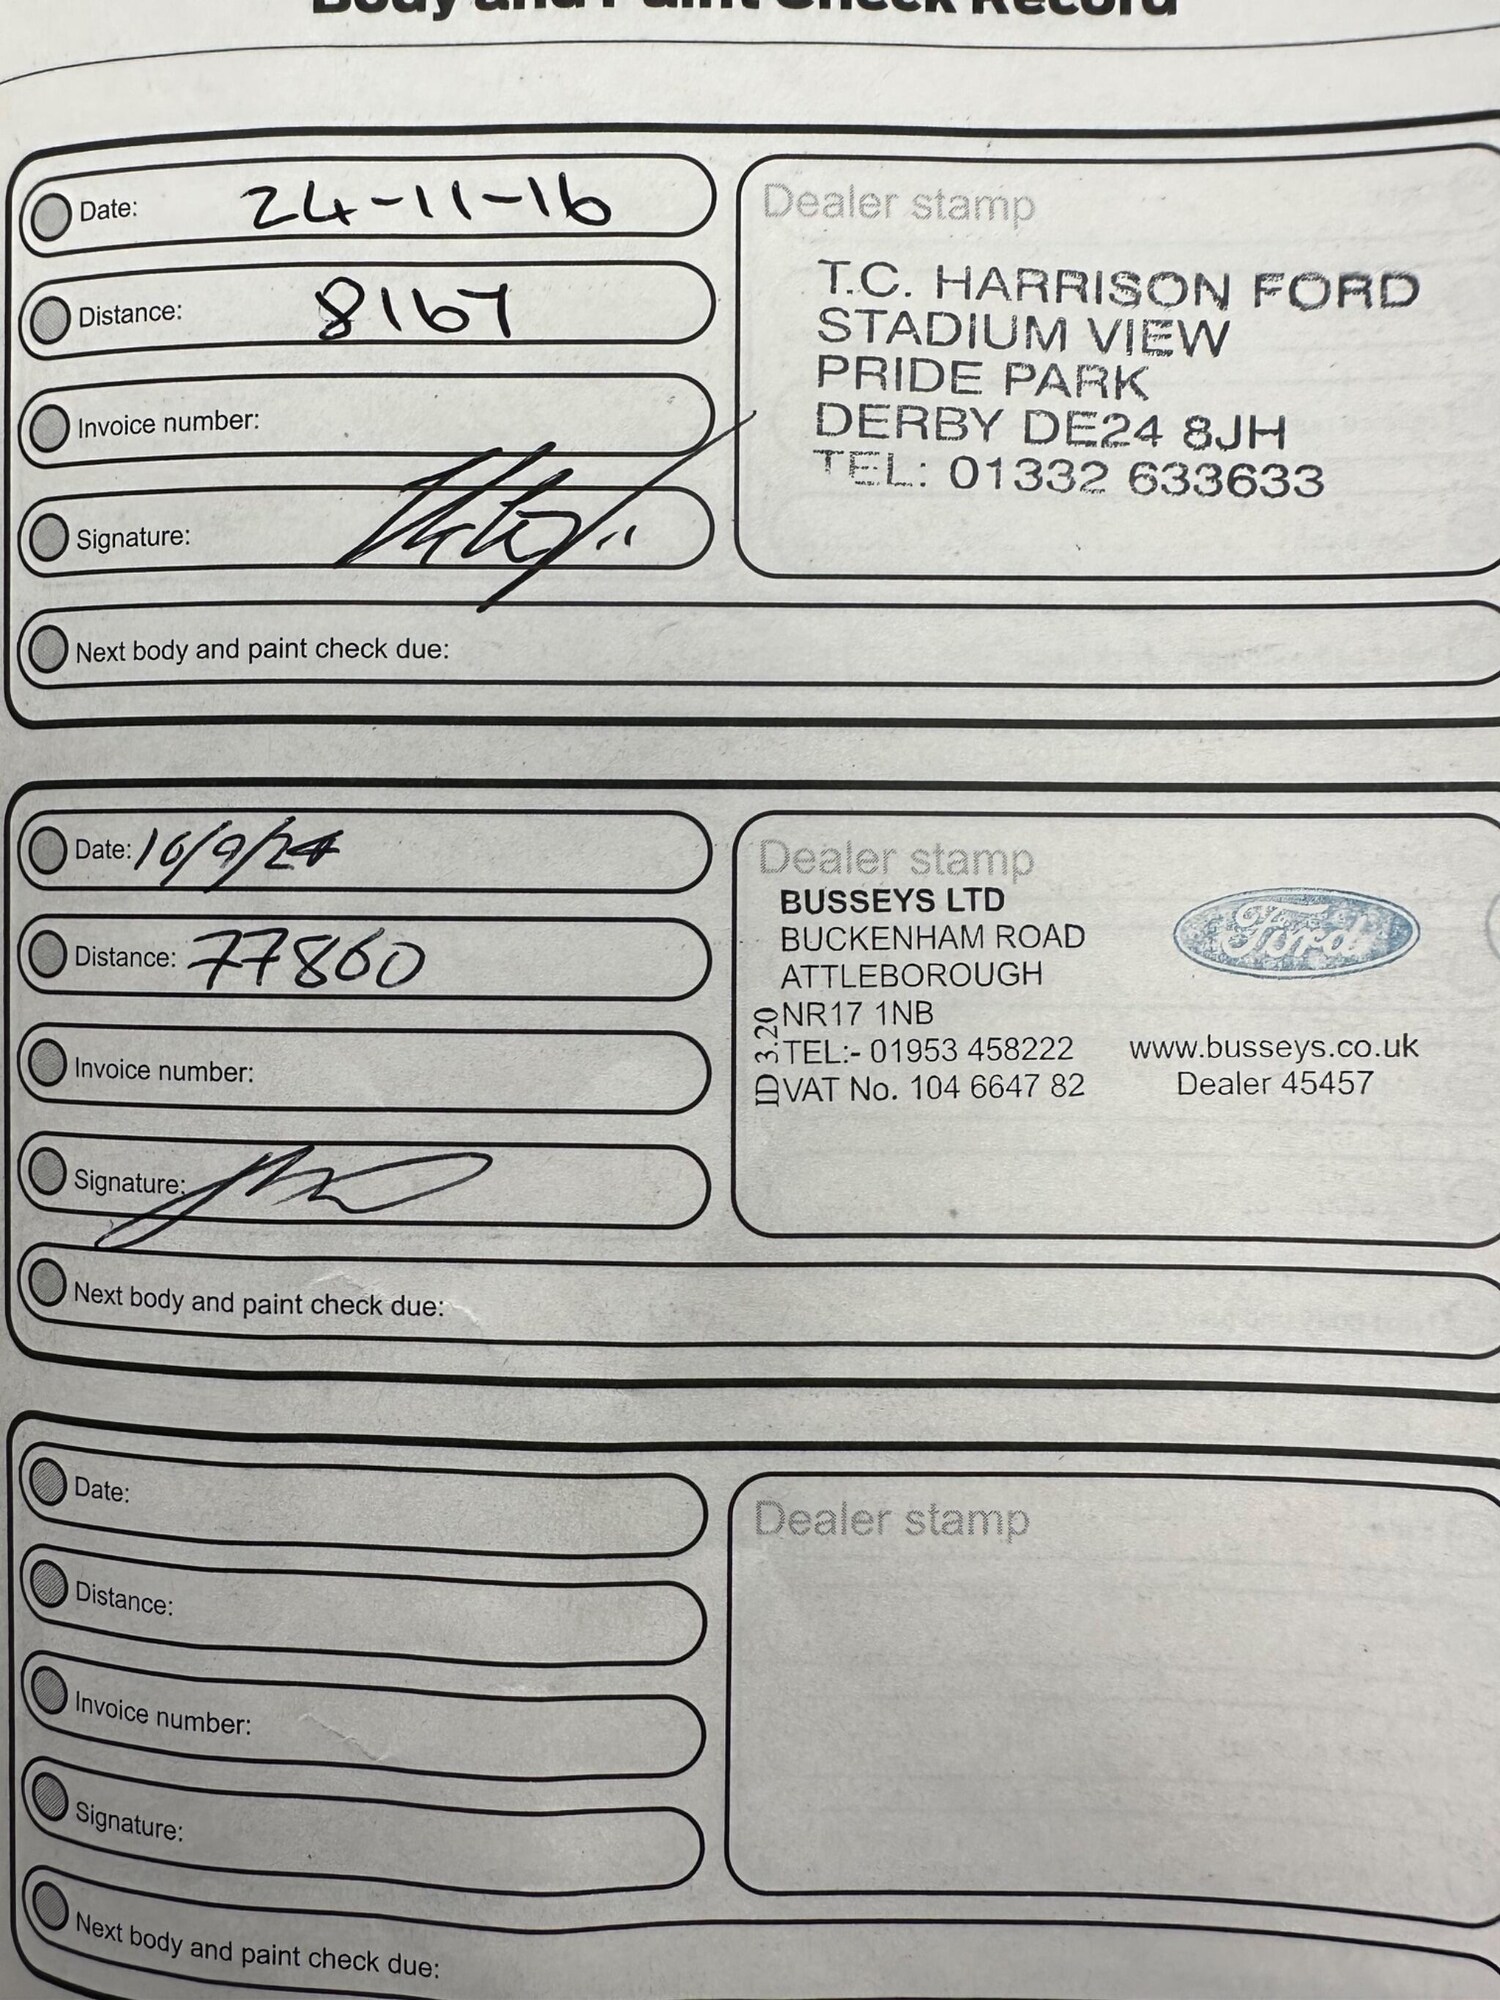 Body and Paint Check Record
Date: 24-11-16
Distance: 8167
Invoice number:
Signature:
Next body and paint check due:
Dealer stamp
T.C. HARRISON FORD
STADIUM VIEW
PRIDE PARK
DERBY DE24 8JH
TEL: 01332 633633
Date: 10/9/24
Distance: 77860
Invoice number:
Signature:
Next body and paint check due:
Dealer stamp
BUSSEYS LTD
BUCKENHAM ROAD
ATTLEBOROUGH
NR17 1NB
TEL:- 01953 458222
VAT No. 104 6647 82
ID 3.20
Ford
www.busseys.co.uk
Dealer 45457
Date:
Distance:
Invoice number:
Signature:
Next body and paint check due:
Dealer stamp